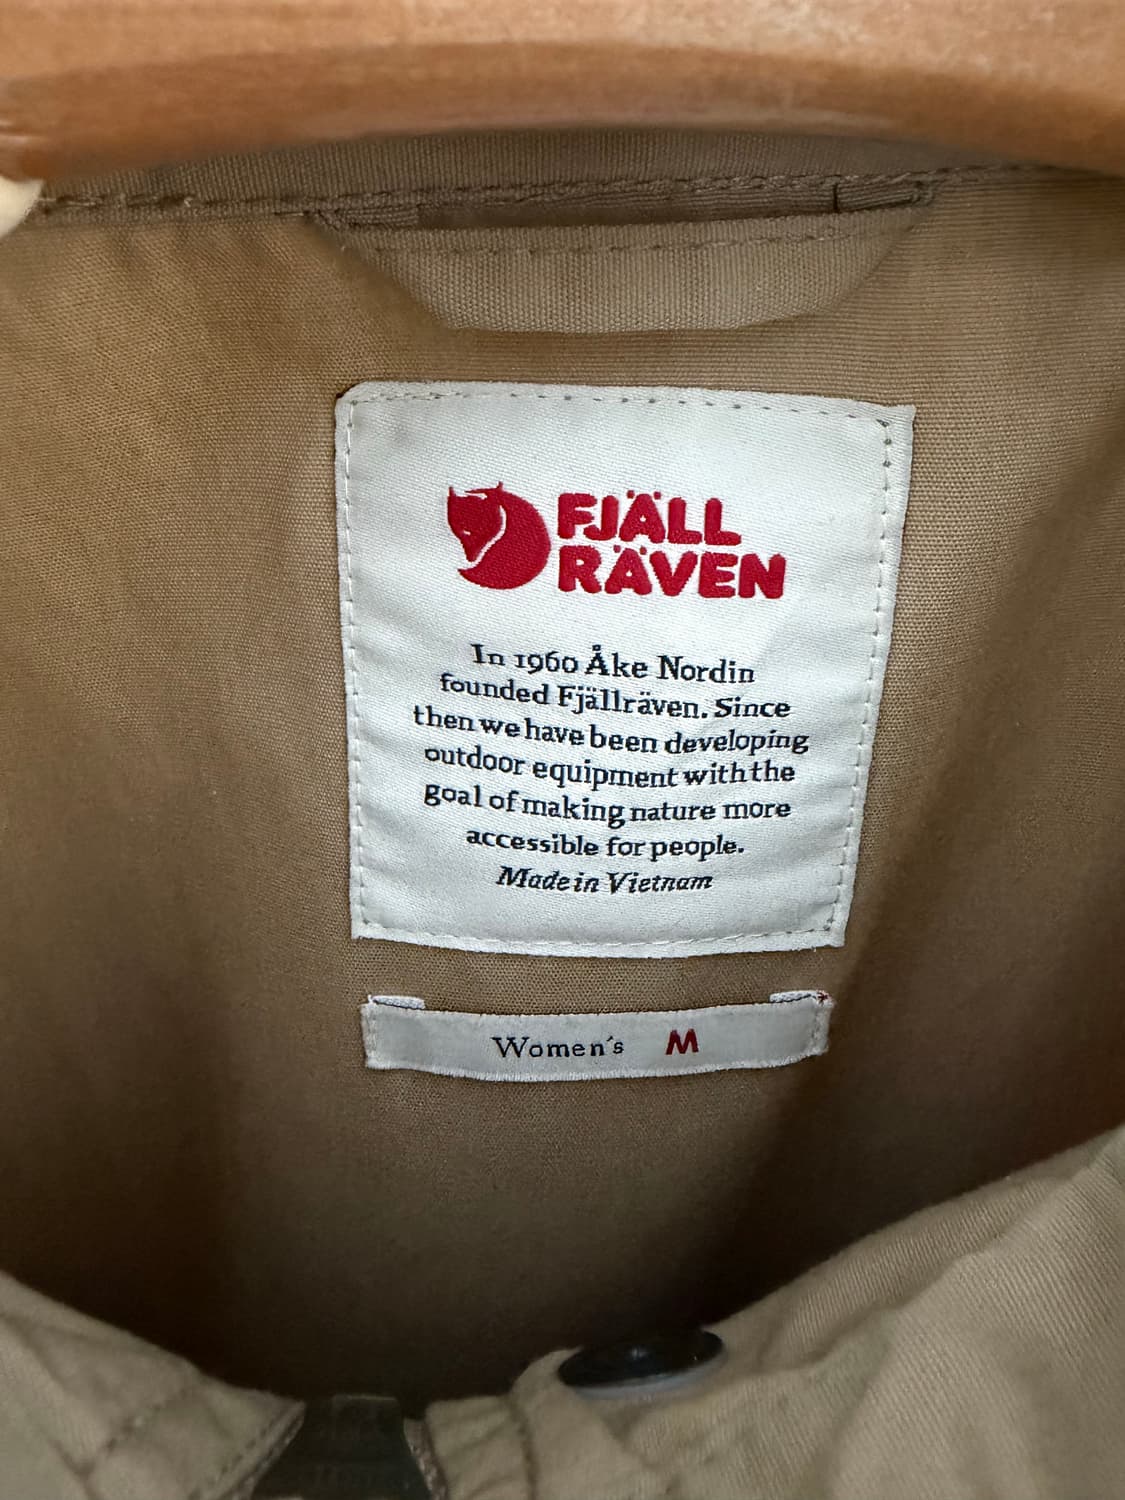 FJÄLL
RÄVEN
In 1960 Åke Nordin
founded Fjällräven. Since
then we have been developing
outdoor equipment with the
goal of making nature more
accessible for people.
Made in Vietnam
Women's M